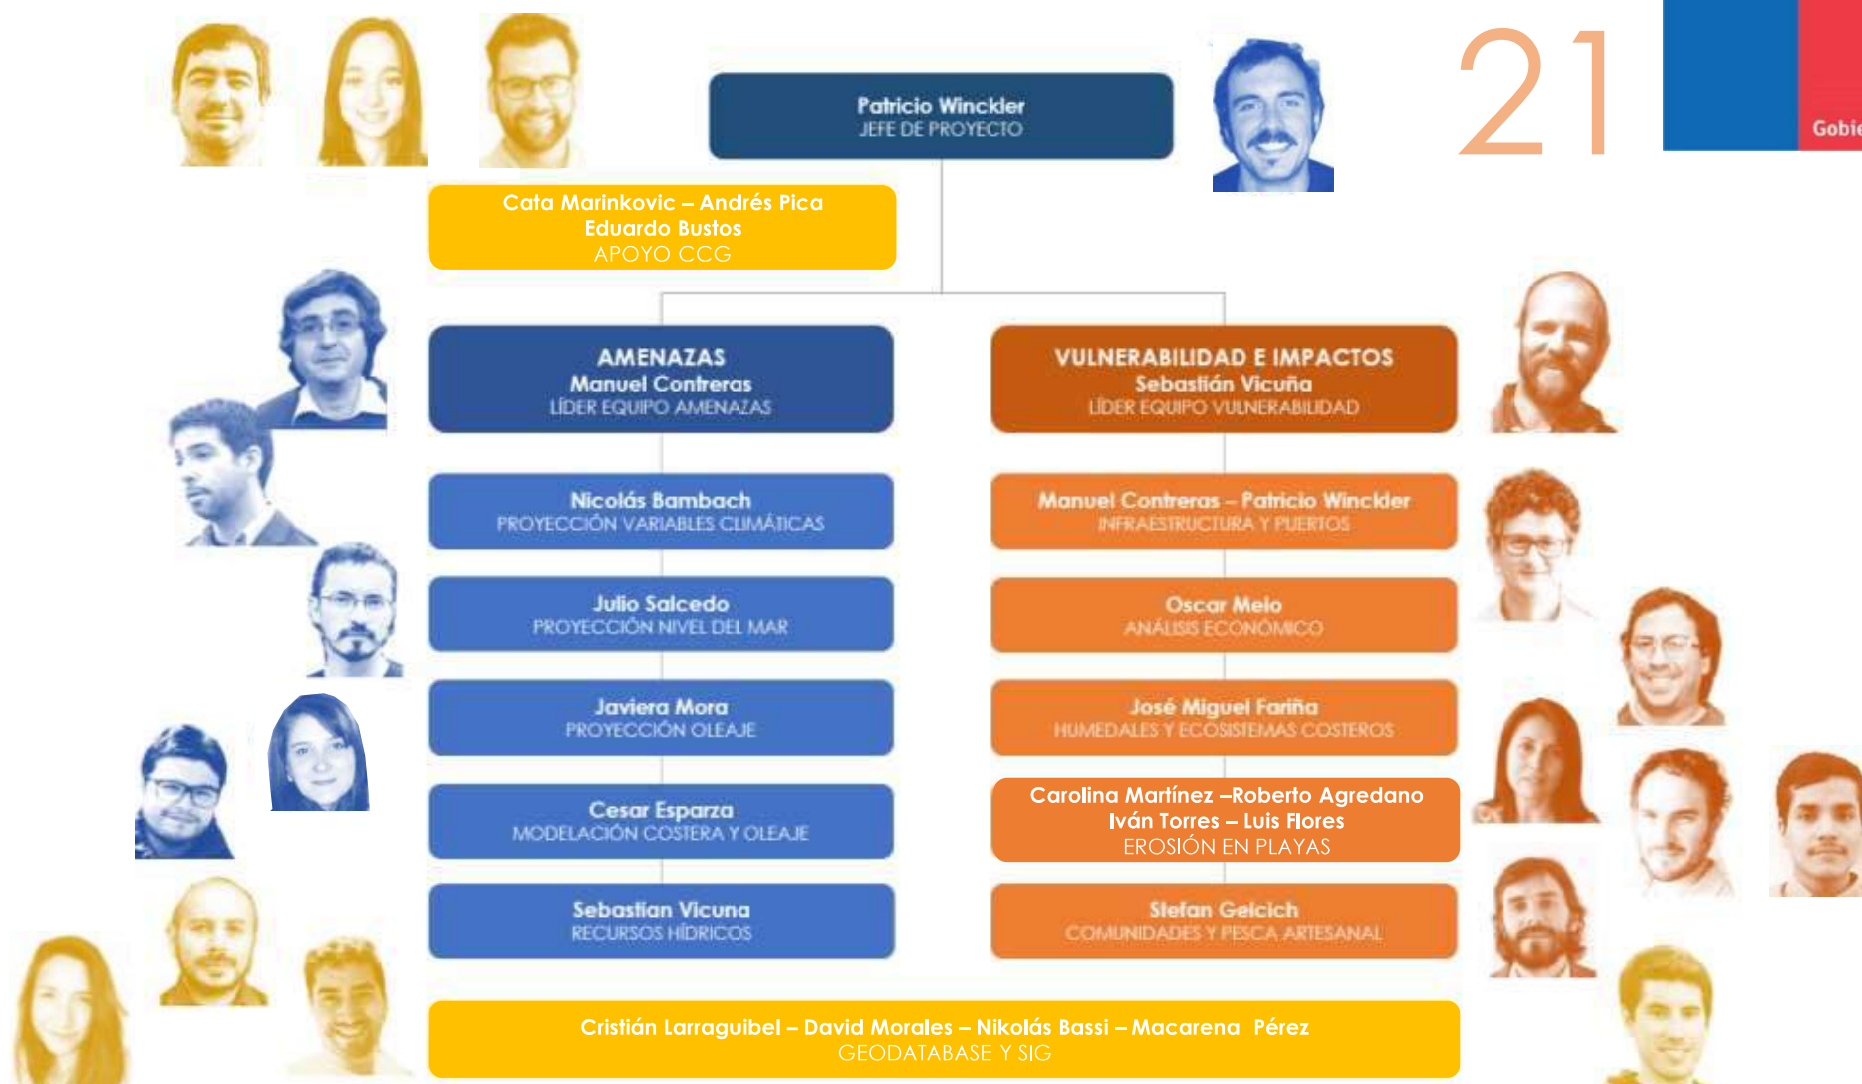 21
Gobie
Patricio Winckler
JEFE DE PROYECTO
Cata Marinkovic – Andrés Pica
Eduardo Bustos
APOYO CCG
AMENAZAS
Manuel Contreras
LÍDER EQUIPO AMENAZAS
Nicolás Bambach
PROYECCIÓN VARIABLES CLIMÁTICAS
Julio Salcedo
PROYECCIÓN NIVEL DEL MAR
Javiera Mora
PROYECCIÓN OLEAJE
Cesar Esparza
MODELACIÓN COSTERA Y OLEAJE
Sebastian Vicuna
RECURSOS HÍDRICOS
VULNERABILIDAD E IMPACTOS
Sebastián Vicuña
LÍDER EQUIPO VULNERABILIDAD
Manuel Contreras – Patricio Winckler
INFRAESTRUCTURA Y PUERTOS
Oscar Melo
ANÁLISIS ECONÓMICO
José Miguel Fariña
HUMEDALES Y ECOSISTEMAS COSTEROS
Carolina Martínez –Roberto Agredano
Iván Torres – Luis Flores
EROSIÓN EN PLAYAS
Stefan Gelcich
COMUNIDADES Y PESCA ARTESANAL
Cristián Larraguibel – David Morales – Nikolás Bassi – Macarena Pérez
GEODATABASE Y SIG